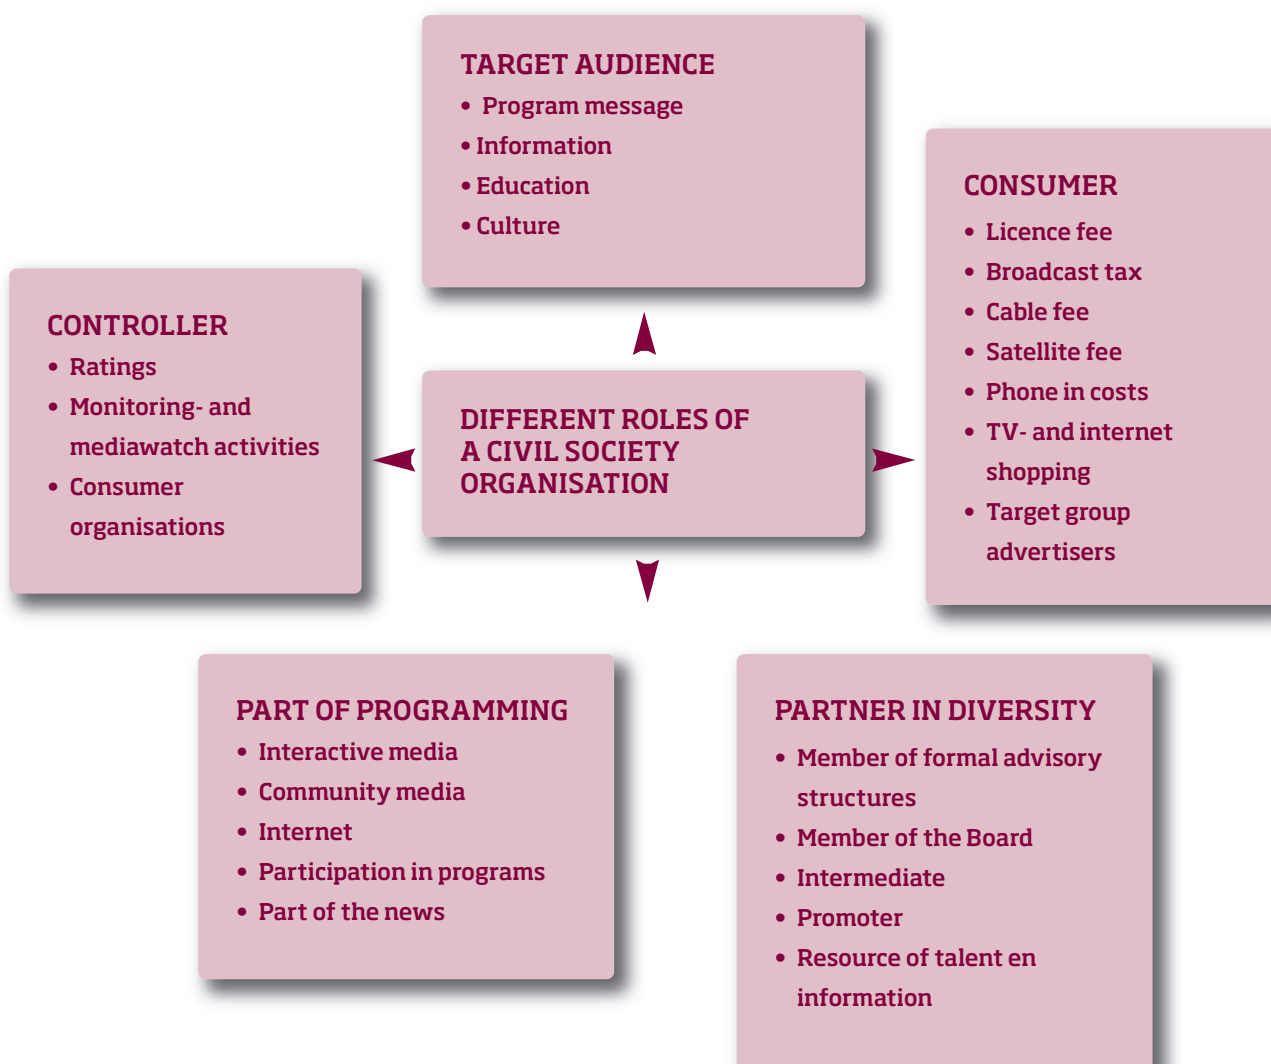 TARGET AUDIENCE
• Program message
• Information
• Education
• Culture
CONSUMER
• Licence fee
• Broadcast tax
• Cable fee
• Satellite fee
• Phone in costs
• TV- and internet
shopping
• Target group
advertisers
CONTROLLER
• Ratings
• Monitoring- and
mediawatch activities
• Consumer
organisations
DIFFERENT ROLES OF
A CIVIL SOCIETY
ORGANISATION
PART OF PROGRAMMING
• Interactive media
• Community media
• Internet
• Participation in programs
• Part of the news
PARTNER IN DIVERSITY
• Member of formal advisory
structures
• Member of the Board
• Intermediate
• Promoter
• Resource of talent en
information